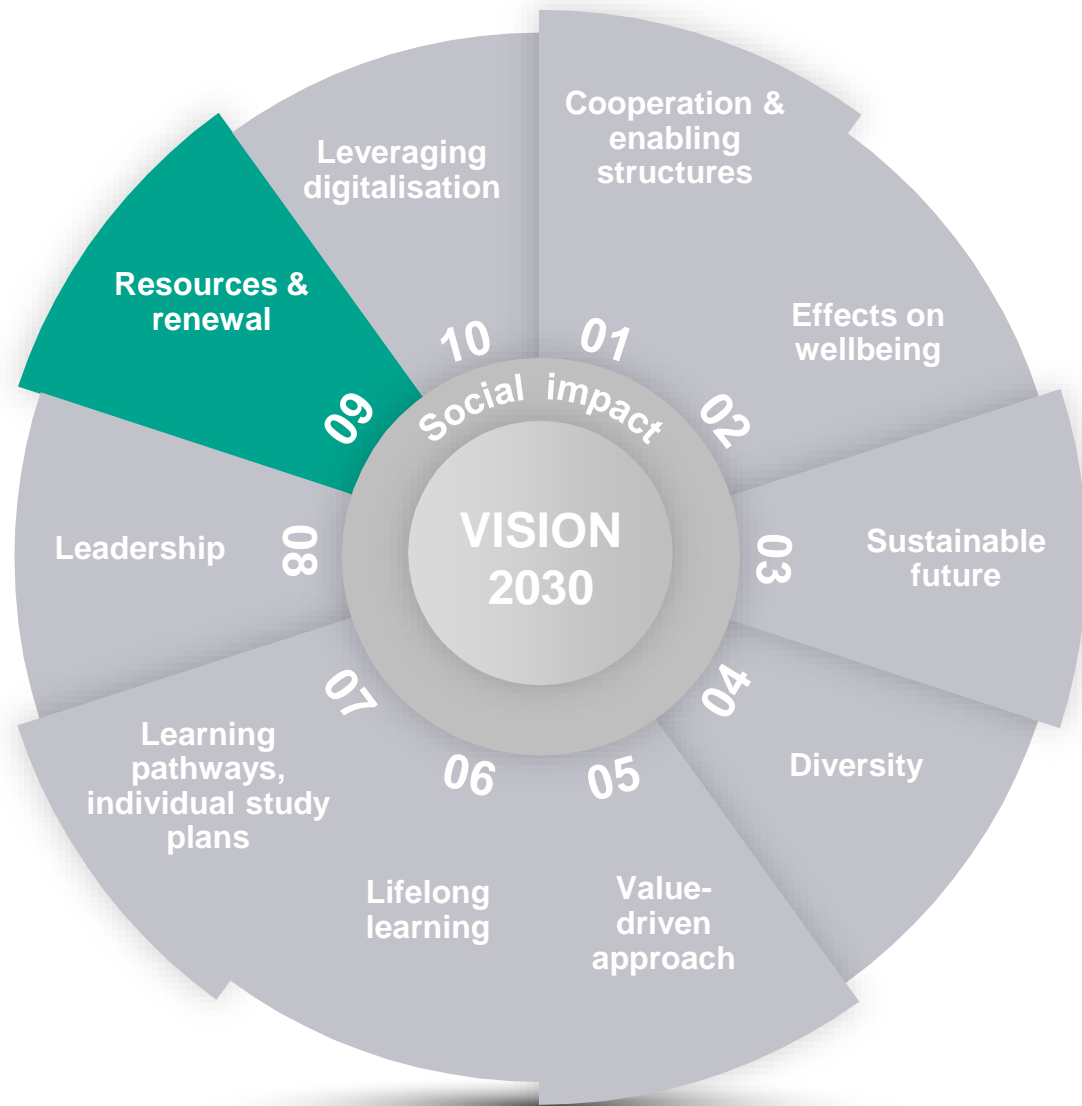 VISION
2030
Social impact
01
Cooperation &
enabling
structures
02
Effects on
wellbeing
03
Sustainable
future
04
Diversity
05
Value-
driven
approach
06
Lifelong
learning
07
Learning
pathways,
individual study
plans
08
Leadership
09
Resources &
renewal
10
Leveraging
digitalisation